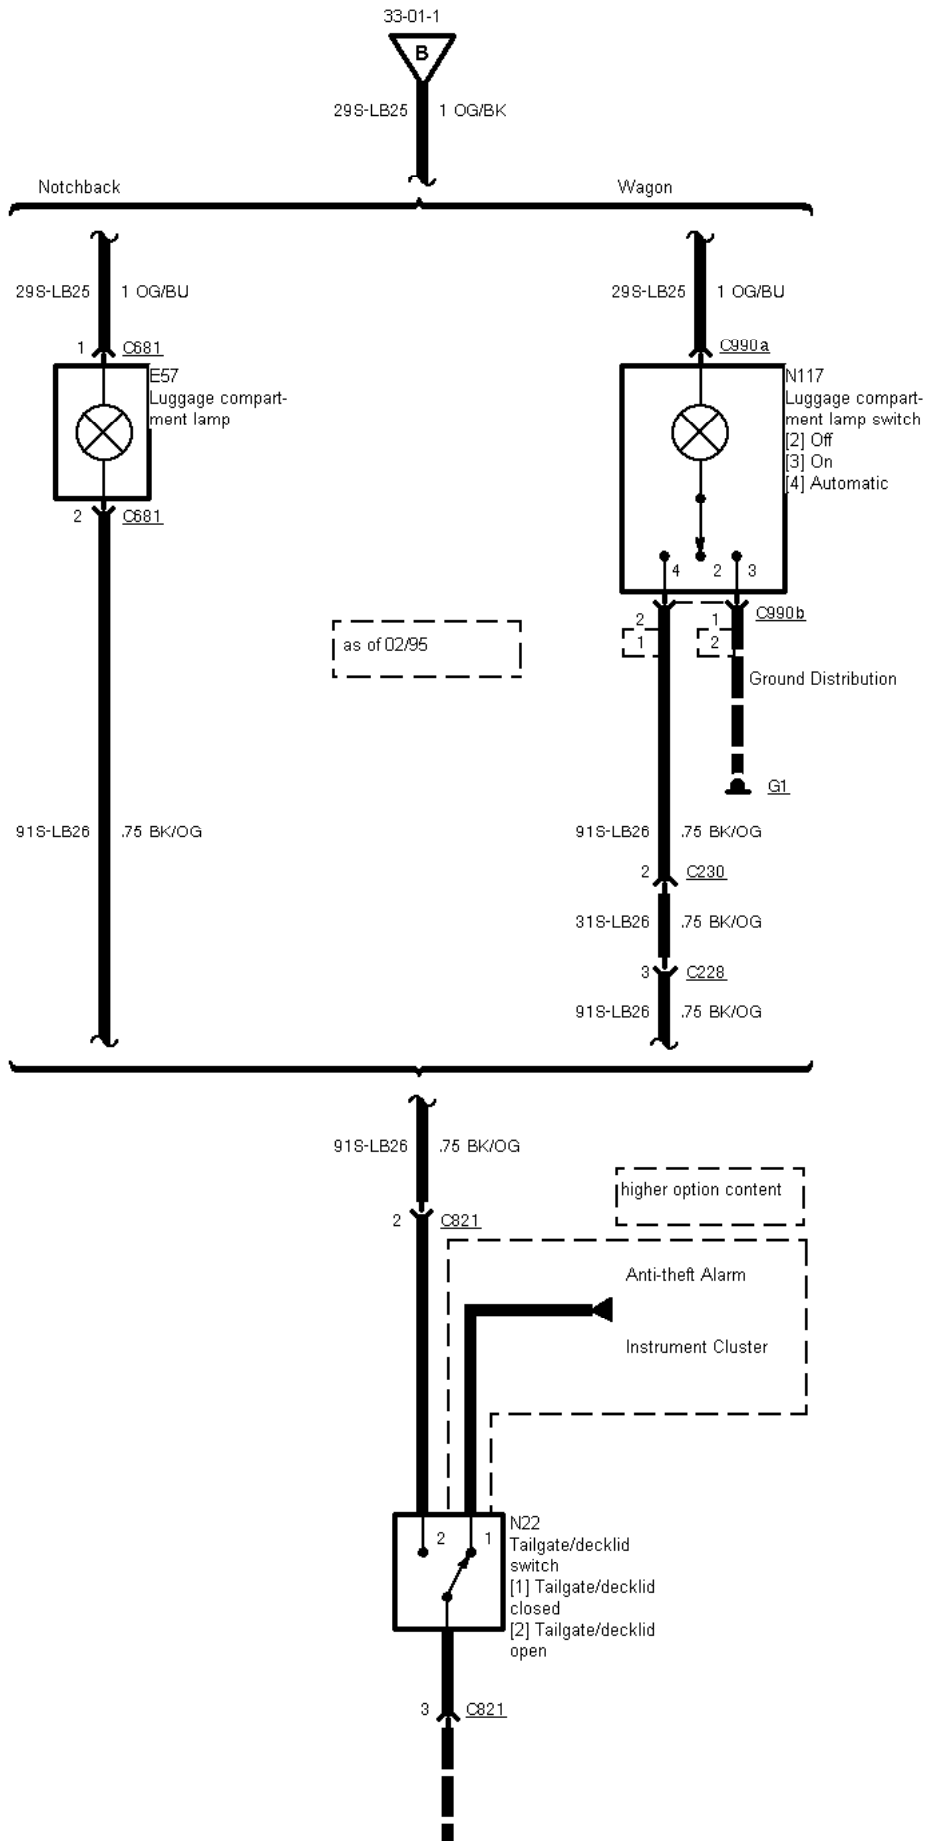 33-01-1
B
29S-LB25 1 OG/BK
Notchback
Wagon
29S-LB25 1 OG/BU
29S-LB25 1 OG/BU
1 C681
C990a
E57
Luggage compart-
ment lamp
N117
Luggage compart-
ment lamp switch
[2] Off
[3] On
[4] Automatic
2 C681
4 2 3
2 1 C990b
1 2
as of 02/95
Ground Distribution
G1
91S-LB26 .75 BK/OG
91S-LB26 .75 BK/OG
2 C230
31S-LB26 .75 BK/OG
3 C228
91S-LB26 .75 BK/OG
91S-LB26 .75 BK/OG
higher option content
2 C821
Anti-theft Alarm
Instrument Cluster
2 1
N22
Tailgate/decklid
switch
[1] Tailgate/decklid
closed
[2] Tailgate/decklid
open
3 C821